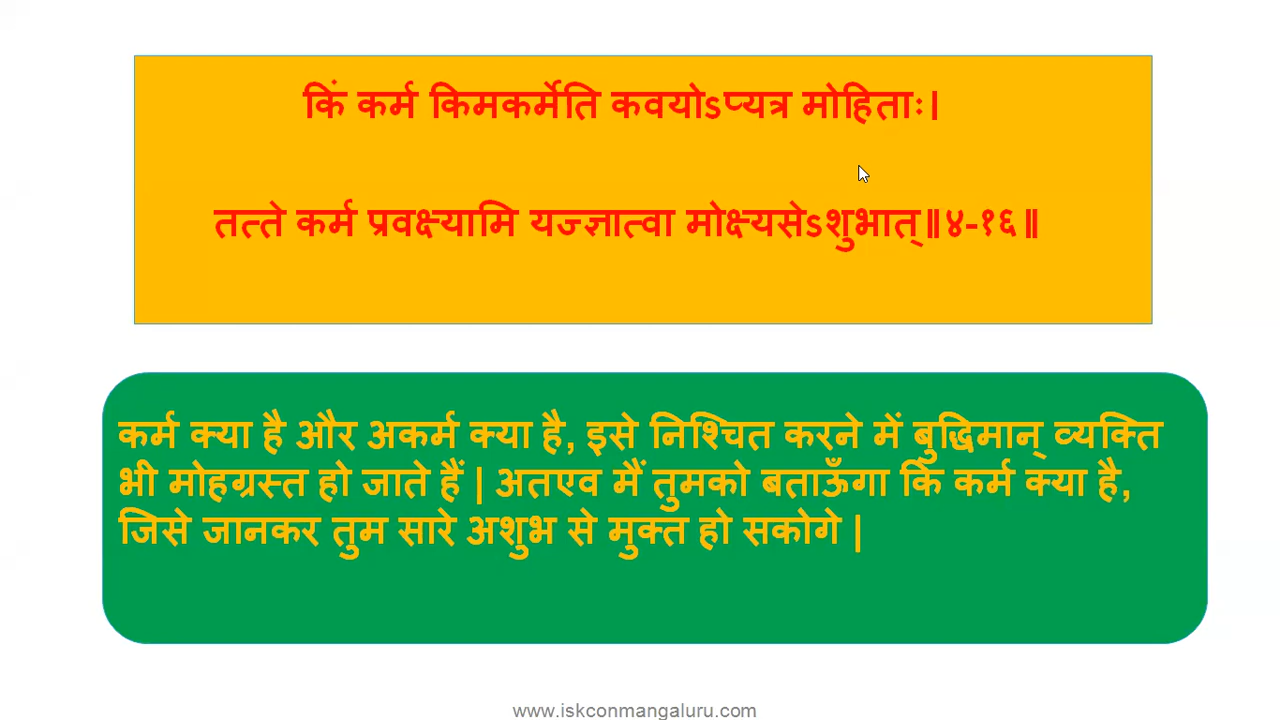 किं कर्म किमकर्मेति कवयोऽप्यत्र मोहिताः।
तत्ते कर्म प्रवक्ष्यामि यज्ज्ञात्वा मोक्ष्यसेऽशुभात्॥४-१६॥
कर्म क्या है और अकर्म क्या है, इसे निश्चित करने में बुद्धिमान् व्यक्ति
भी मोहग्रस्त हो जाते हैं | अतएव मैं तुमको बताऊँगा कि कर्म क्या है,
जिसे जानकर तुम सारे अशुभ से मुक्त हो सकोगे |
www.iskconmangaluru.com